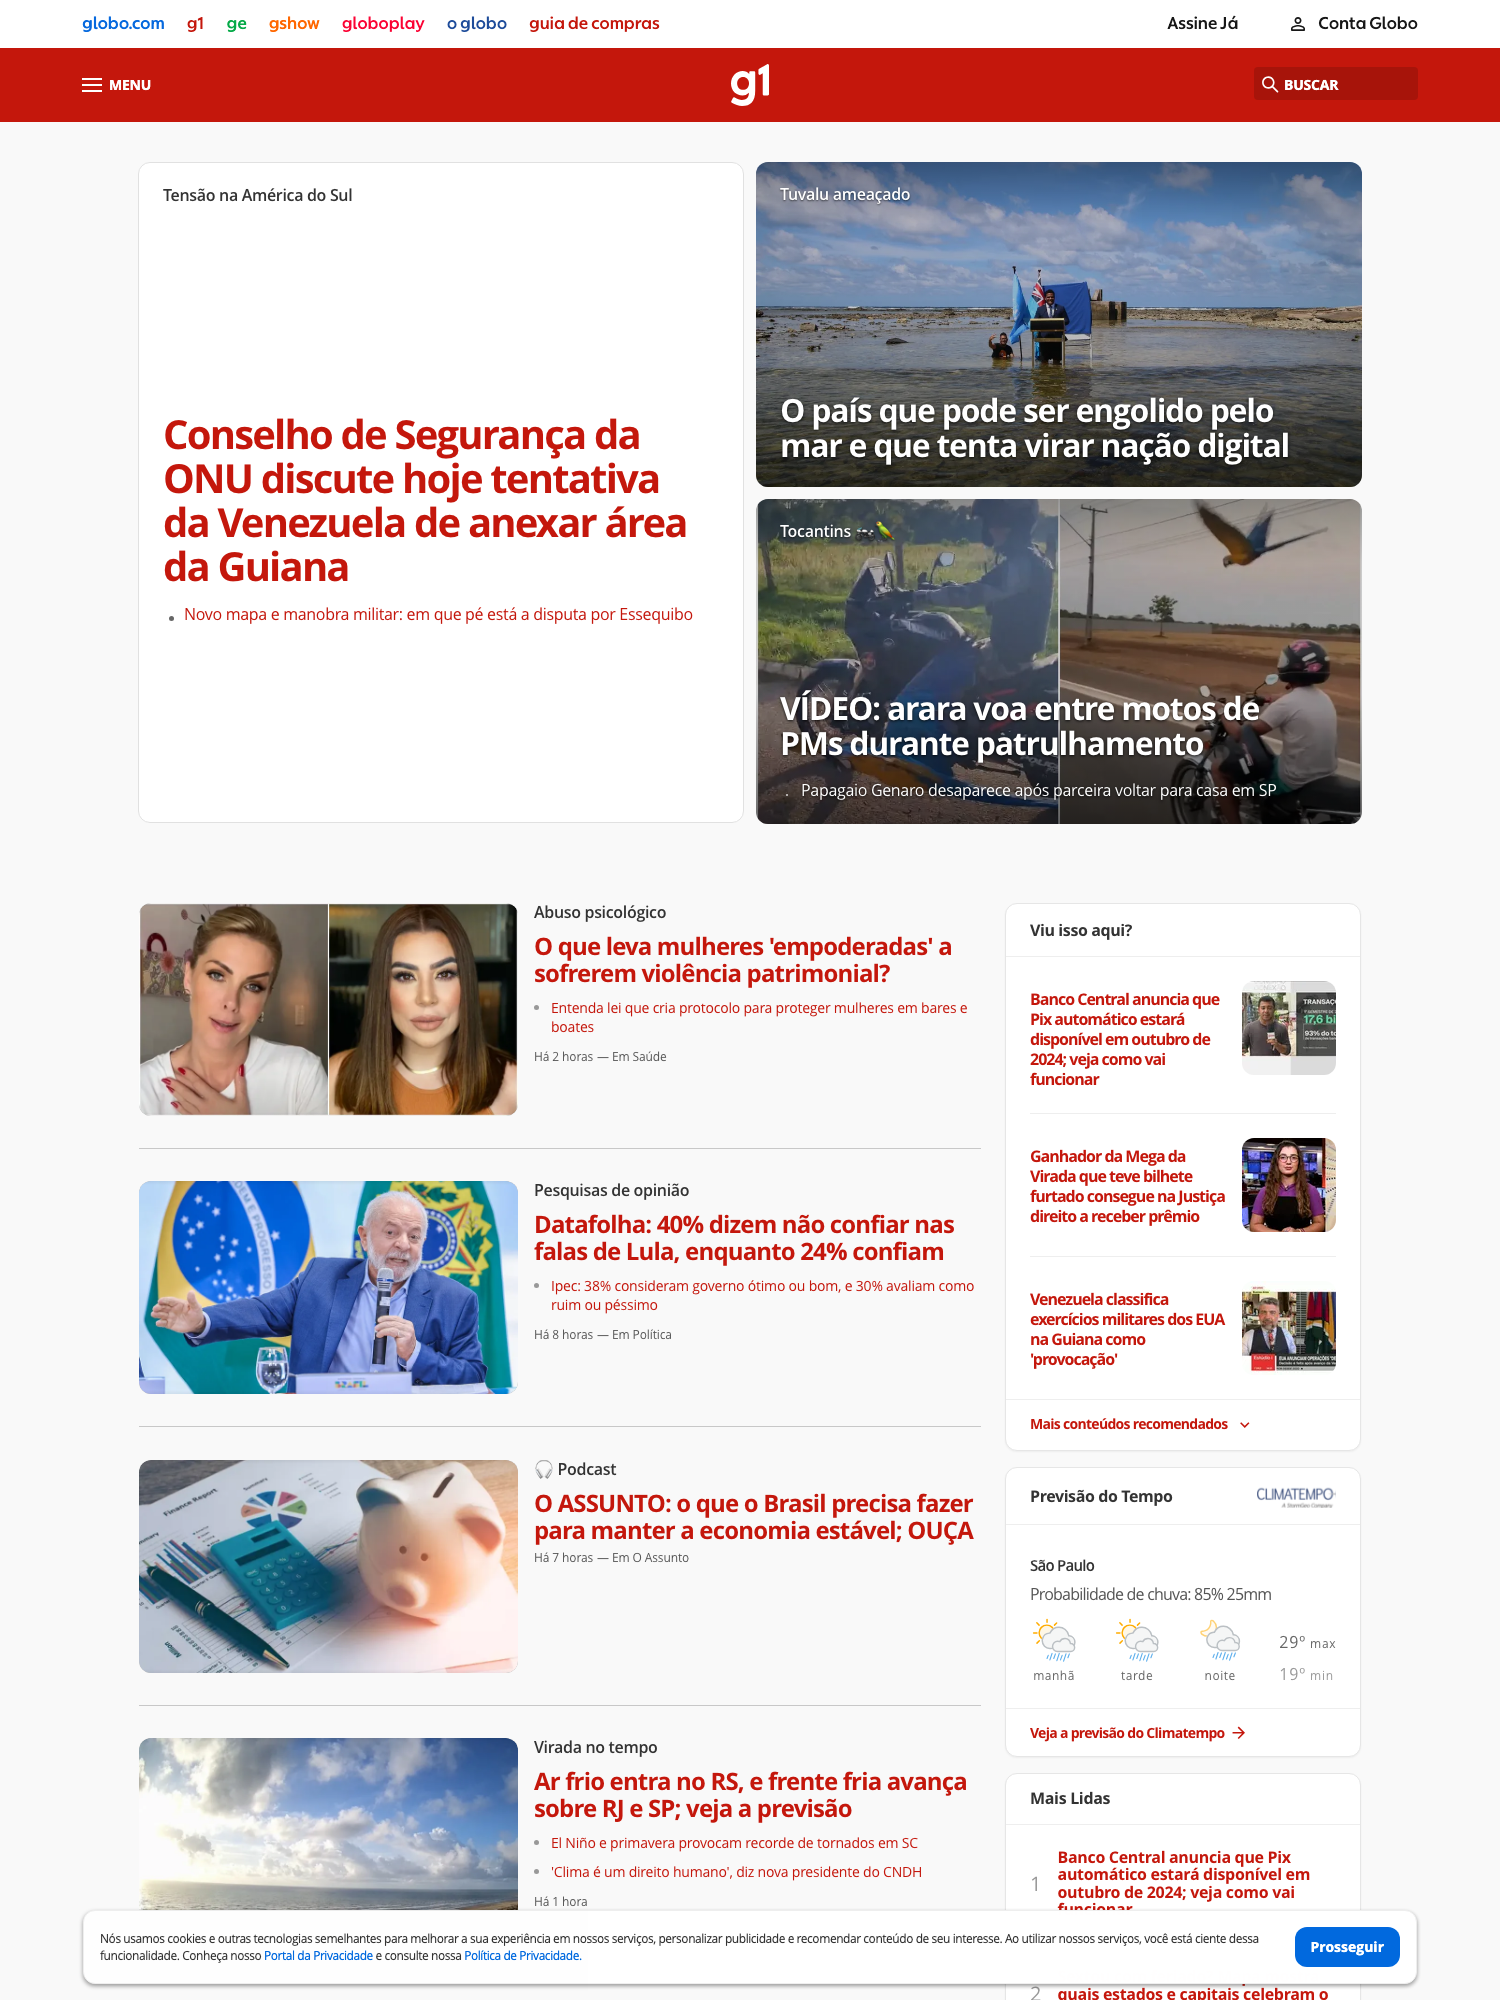 globo.com g1 ge gshow globoplay o globo guia de compras Assine Já Conta Globo
MENU g1 BUSCAR
Tensão na América do Sul
Conselho de Segurança da
ONU discute hoje tentativa
da Venezuela de anexar área
da Guiana
Novo mapa e manobra militar: em que pé está a disputa por Essequibo
Tuvalu ameaçado
O país que pode ser engolido pelo
mar e que tenta virar nação digital
Tocantins
VÍDEO: arara voa entre motos de
PMs durante patrulhamento
Papagaio Genaro desaparece após parceira voltar para casa em SP
Abuso psicológico
O que leva mulheres 'empoderadas' a
sofrerem violência patrimonial?
Entenda lei que cria protocolo para proteger mulheres em bares e
boates
Há 2 horas — Em Saúde
Pesquisas de opinião
Datafolha: 40% dizem não confiar nas
falas de Lula, enquanto 24% confiam
Ipec: 38% consideram governo ótimo ou bom, e 30% avaliam como
ruim ou péssimo
Há 8 horas — Em Política
Finance Report
Podcast
O ASSUNTO: o que o Brasil precisa fazer
para manter a economia estável; OUÇA
Há 7 horas — Em O Assunto
Virada no tempo
Ar frio entra no RS, e frente fria avança
sobre RJ e SP; veja a previsão
El Niño e primavera provocam recorde de tornados em SC
'Clima é um direito humano', diz nova presidente do CNDH
Há 1 hora
Viu isso aqui?
Banco Central anuncia que
Pix automático estará
disponível em outubro de
2024; veja como vai
funcionar
TRANSAÇ
17,6 bi
93% do to
Ganhador da Mega da
Virada que teve bilhete
furtado consegue na Justiça
direito a receber prêmio
Venezuela classifica
exercícios militares dos EUA
na Guiana como
'provocação'
Mais conteúdos recomendados
Previsão do Tempo CLIMATEMPO
A StormGeo Company
São Paulo
Probabilidade de chuva: 85% 25mm
29º max
19º min
manhã tarde noite
Veja a previsão do Climatempo
Mais Lidas
1
Banco Central anuncia que Pix
automático estará disponível em
outubro de 2024; veja como vai
funcionar
2
quais estados e capitais celebram o
Nós usamos cookies e outras tecnologias semelhantes para melhorar a sua experiência em nossos serviços, personalizar publicidade e recomendar conteúdo de seu interesse. Ao utilizar nossos serviços, você está ciente dessa
funcionalidade. Conheça nosso Portal da Privacidade e consulte nossa Política de Privacidade.
Prosseguir